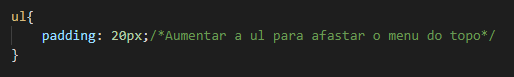 ul{
    padding: 20px;/*Aumentar a ul para afastar o menu do topo*/
}